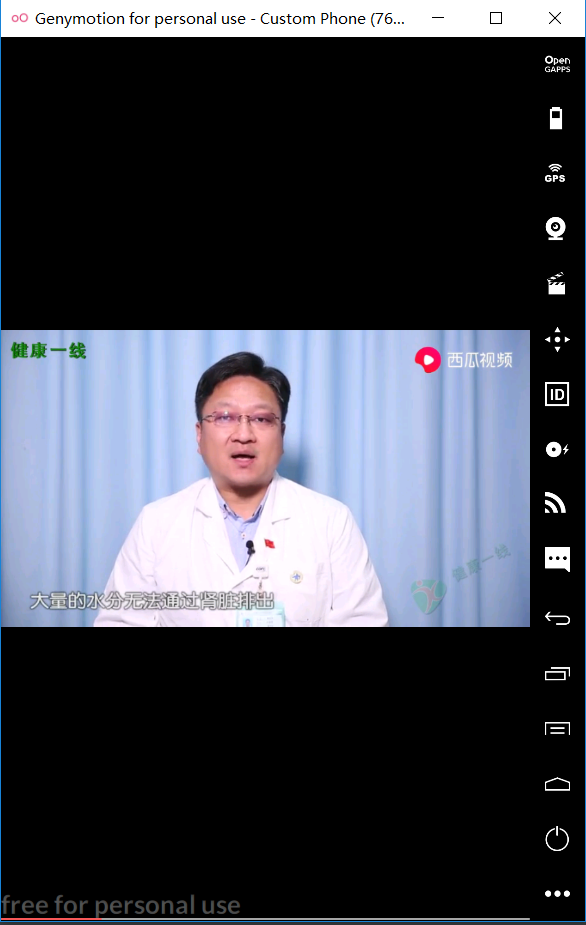 Genymotion for personal use - Custom Phone (76...
Open
GAPPS
GPS
ID
健康一线
西瓜视频
健康一线
大量的水分无法通过肾脏排出
free for personal use